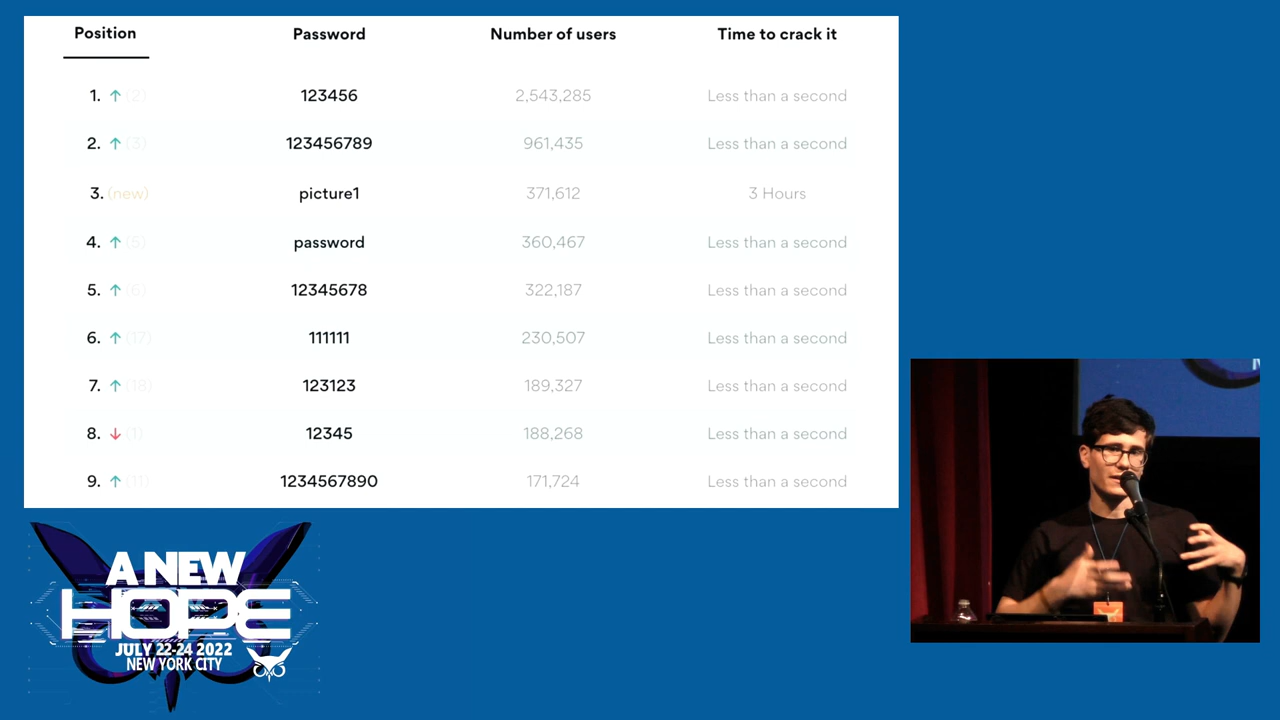 Position Password Number of users Time to crack it
1. ↑ (2) 123456 2,543,285 Less than a second
2. ↑ (3) 123456789 961,435 Less than a second
3. (new) picture1 371,612 3 Hours
4. ↑ (5) password 360,467 Less than a second
5. ↑ (6) 12345678 322,187 Less than a second
6. ↑ (17) 111111 230,507 Less than a second
7. ↑ (18) 123123 189,327 Less than a second
8. ↓ (1) 12345 188,268 Less than a second
9. ↑ (11) 1234567890 171,724 Less than a second
A NEW
HOPE
JULY 22-24 2022
NEW YORK CITY